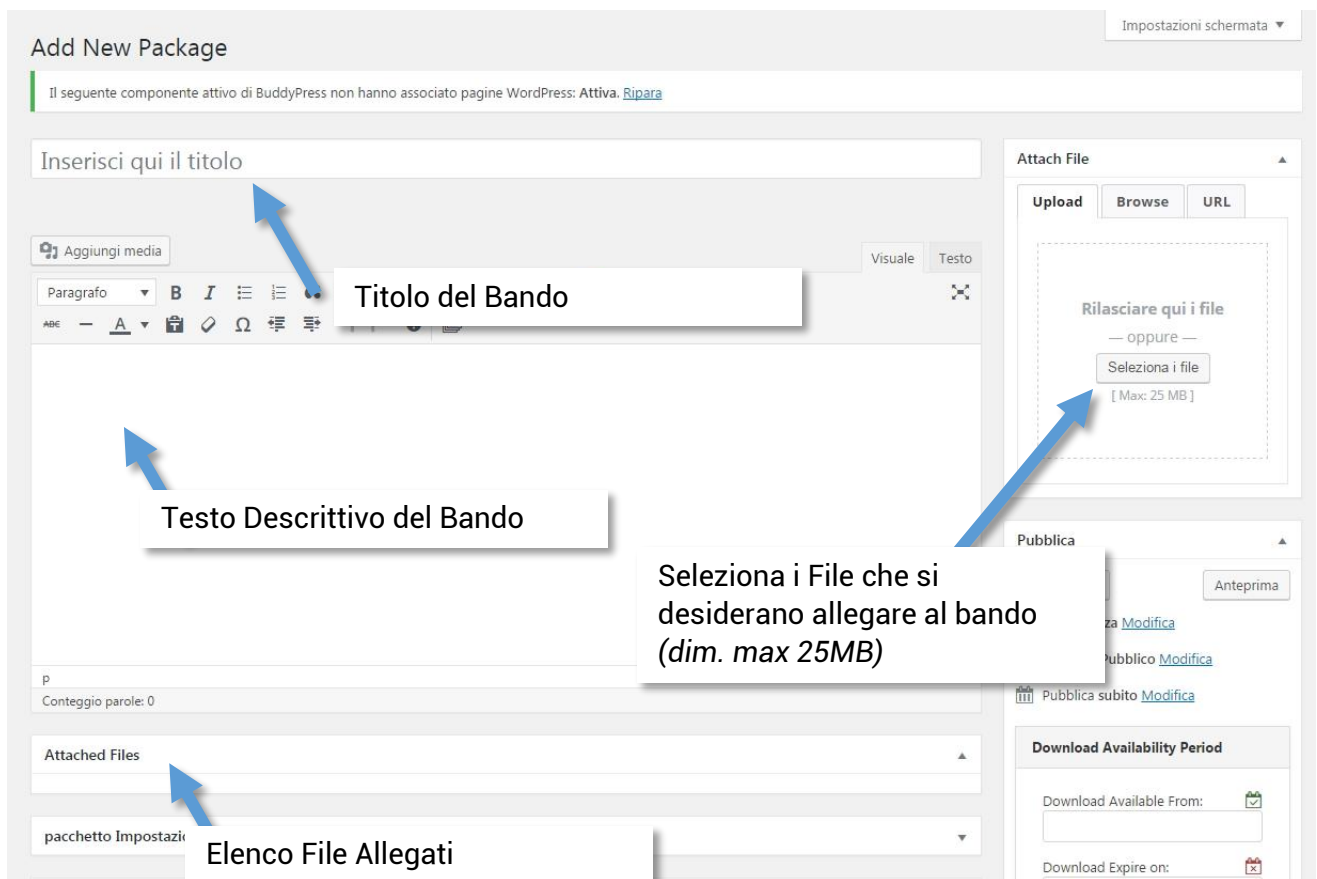 Impostazioni schermata
Add New Package
Il seguente componente attivo di BuddyPress non hanno associato pagine WordPress: Attiva. Ripara
Inserisci qui il titolo
Aggiungi media
Visuale Testo
Paragrafo B I
ABC A Ω
Titolo del Bando
Testo Descrittivo del Bando
p
Conteggio parole: 0
Attached Files
pacchetto
Elenco File Allegati
Attach File
Upload Browse URL
Rilasciare qui i file
— oppure —
Seleziona i file
[ Max: 25 MB ]
Seleziona i File che si
desiderano allegare al bando
(dim. max 25MB)
Pubblica
Anteprima
Modifica
Pubblico Modifica
Pubblica subito Modifica
Download Availability Period
Download Available From:
Download Expire on: